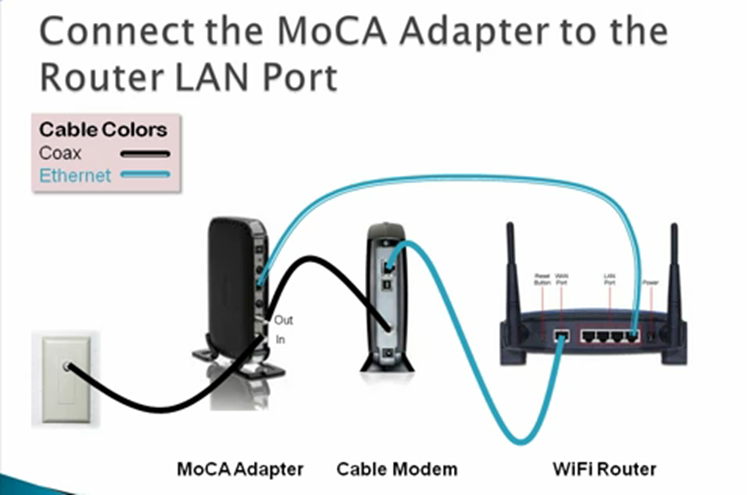 Connect the MoCA Adapter to the
Router LAN Port
Cable Colors
Coax
Ethernet
Reset WAN LAN
Button Port Port Power
Out
In
MoCA Adapter Cable Modem WiFi Router